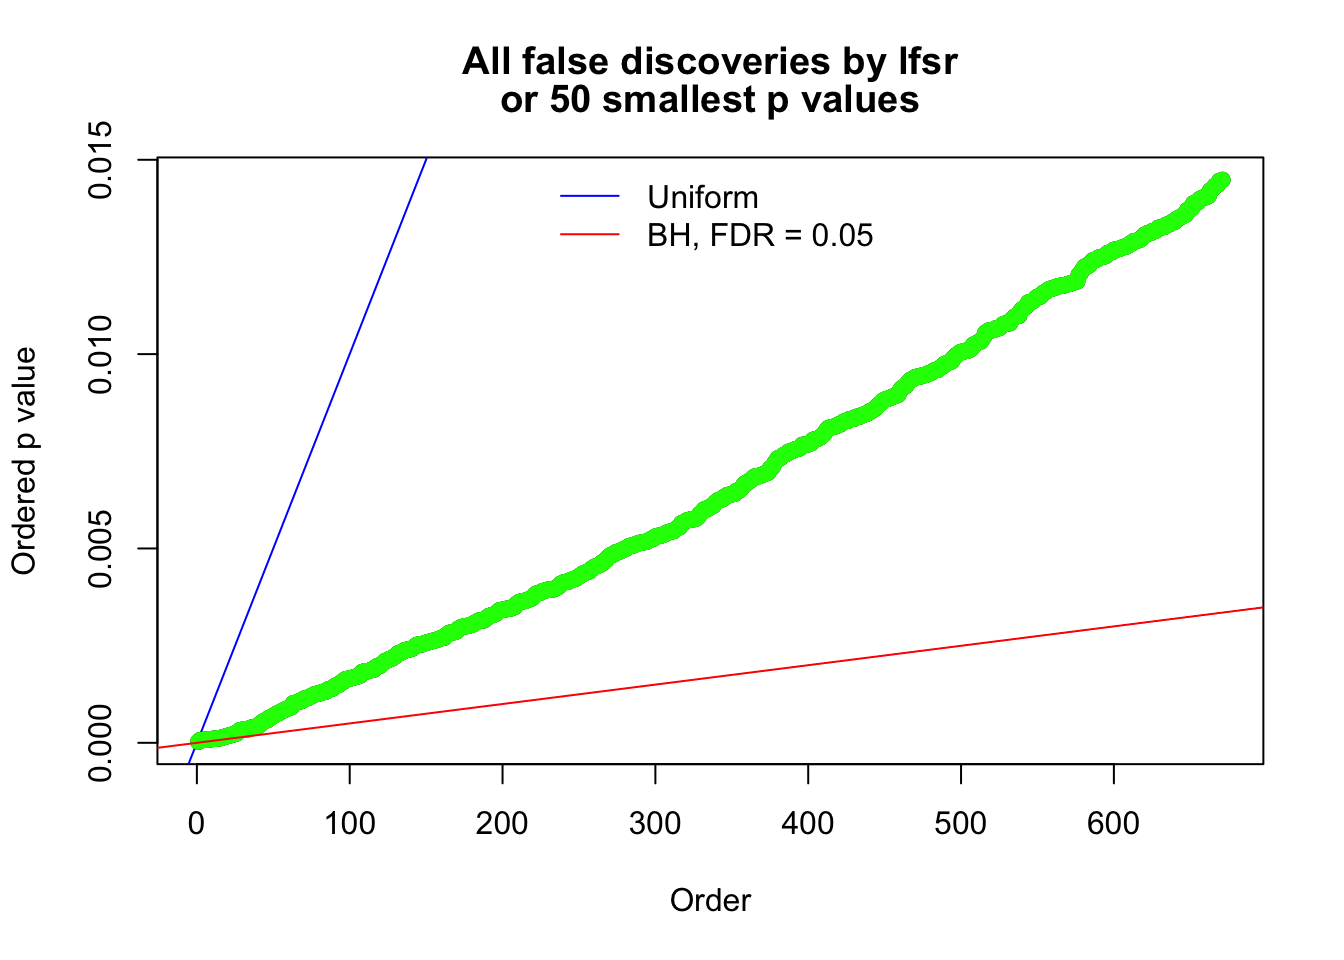 All false discoveries by lfsr
or 50 smallest p values
Uniform
BH, FDR = 0.05
Ordered p value
0.015
0.010
0.005
0.000
0 100 200 300 400 500 600
Order